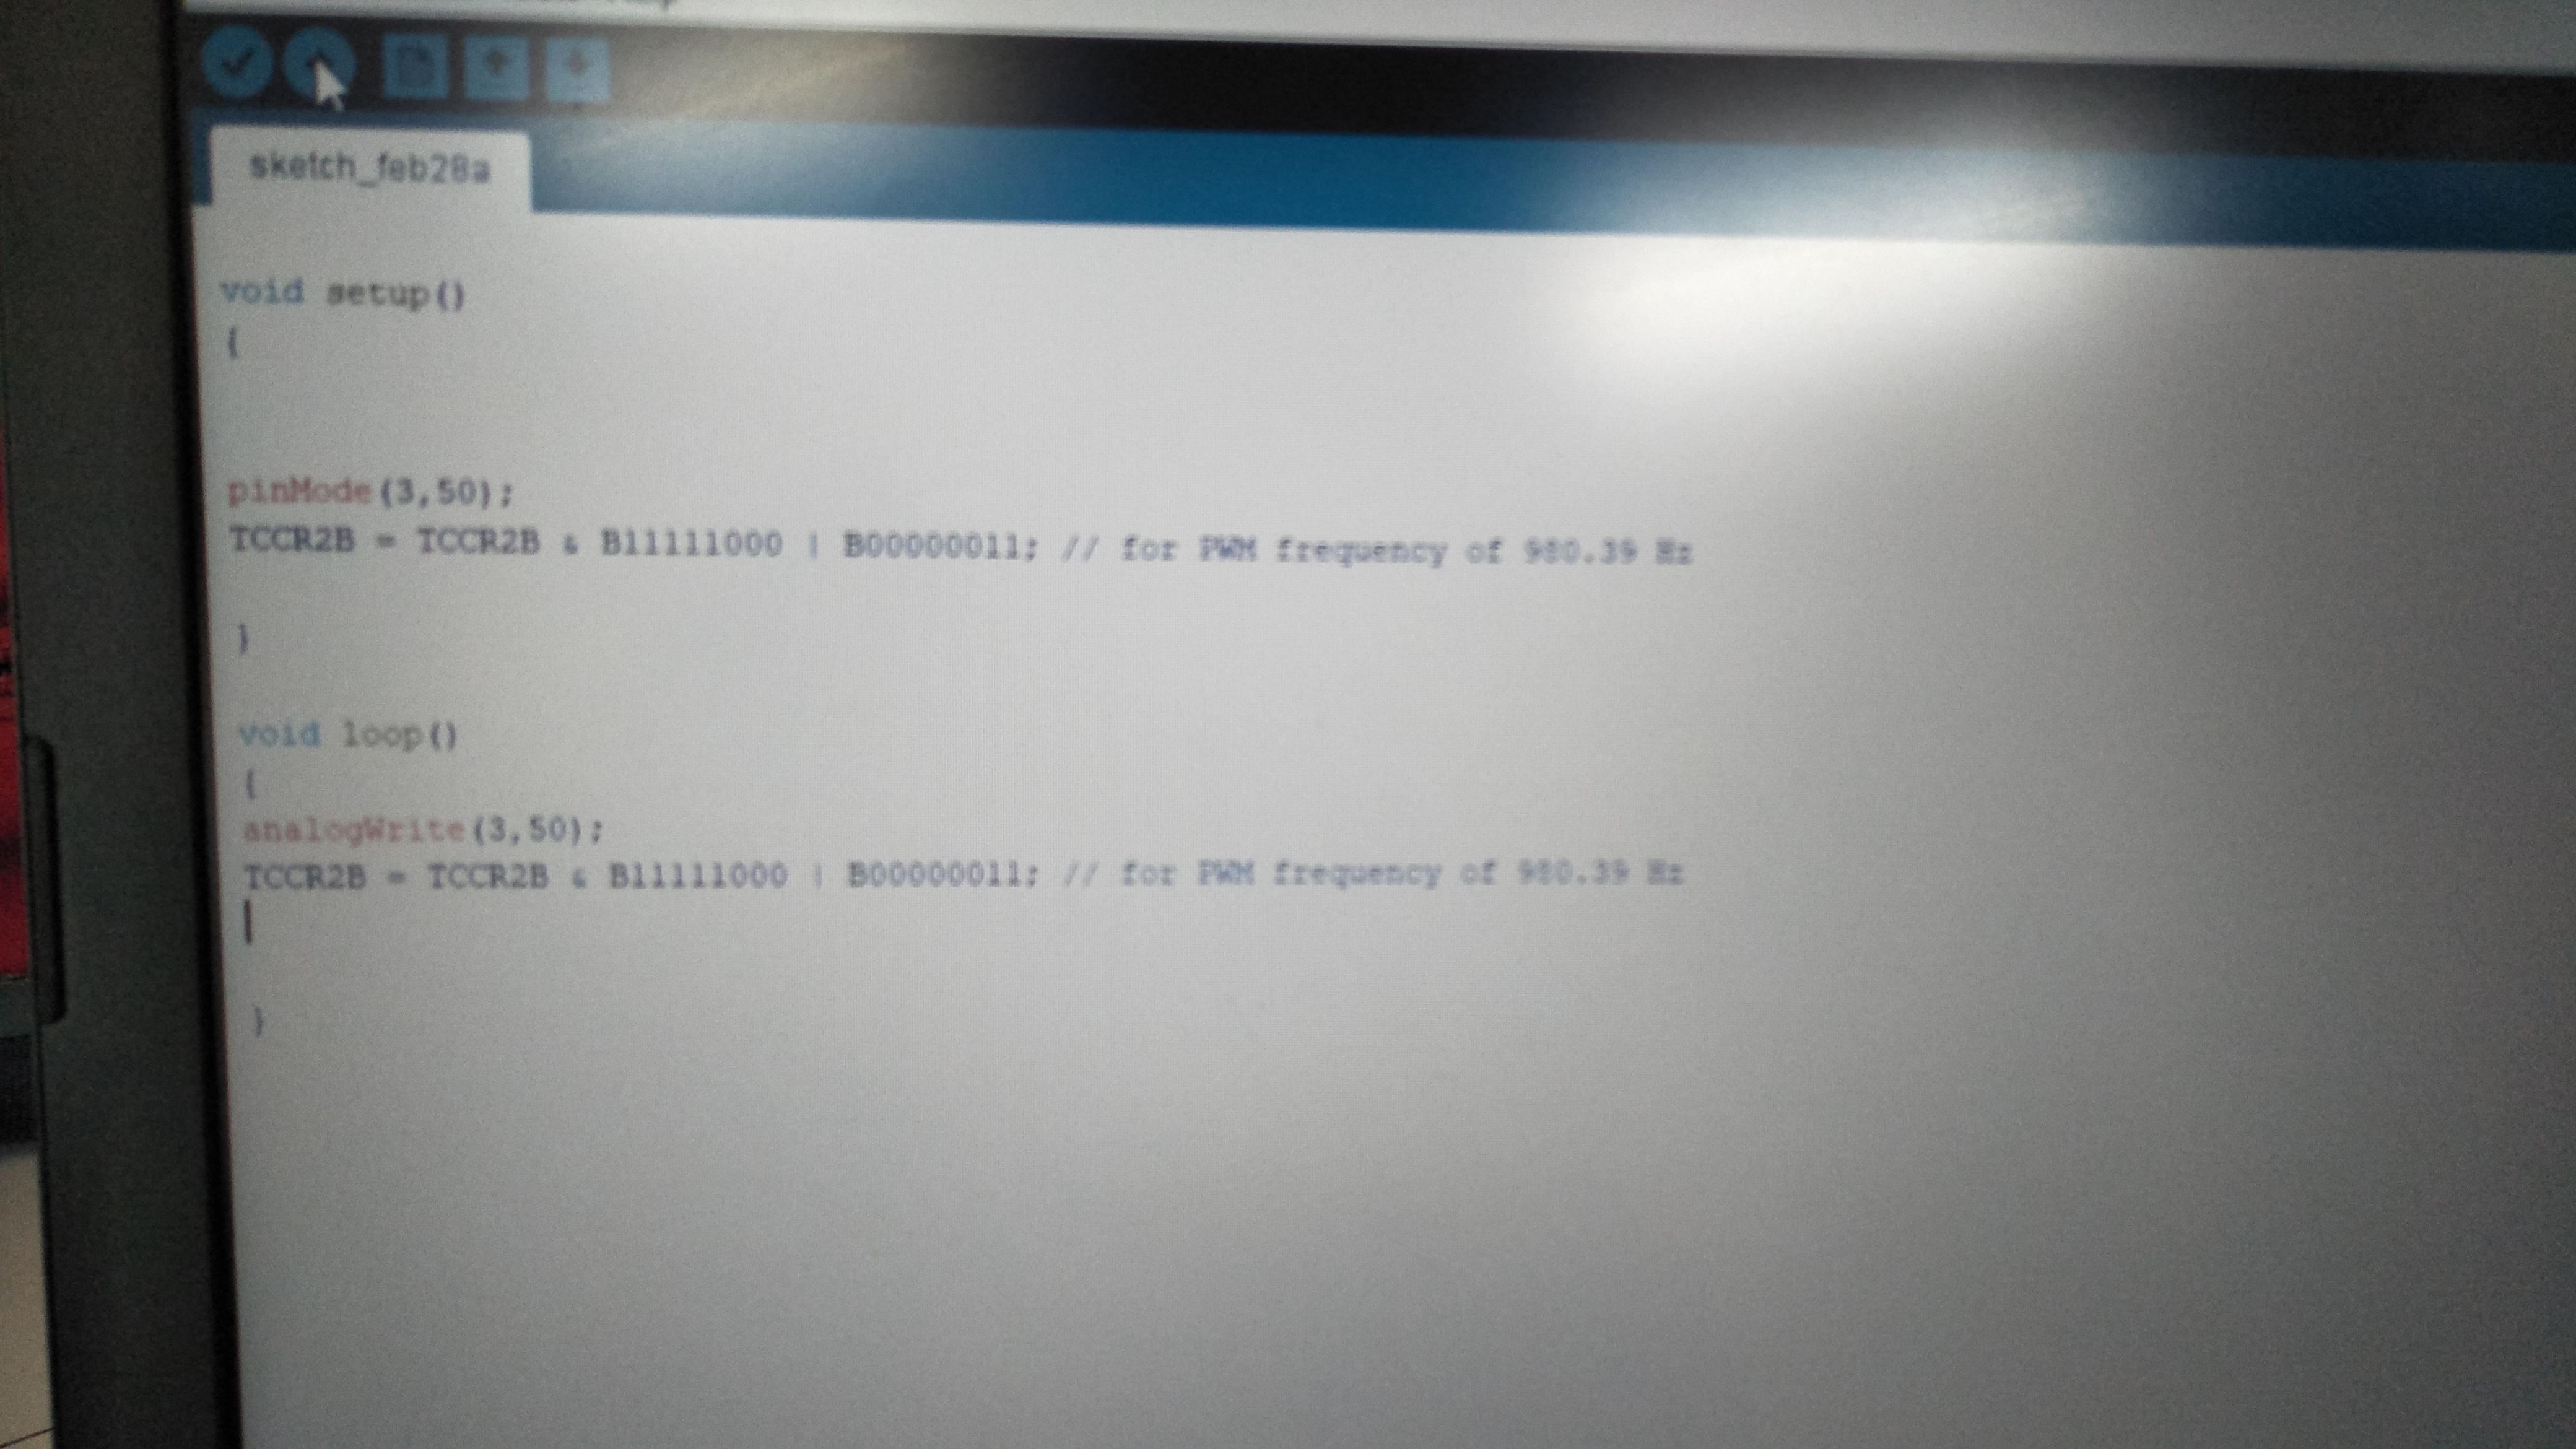 sketch_feb28a
void setup()
{
pinMode(3,50);
TCCR2B = TCCR2B & B11111000 | B00000011; // for PWM frequency of 980.39 Hz
}
void loop()
{
analogWrite(3,50);
TCCR2B = TCCR2B & B11111000 | B00000011; // for PWM frequency of 980.39 Hz
}